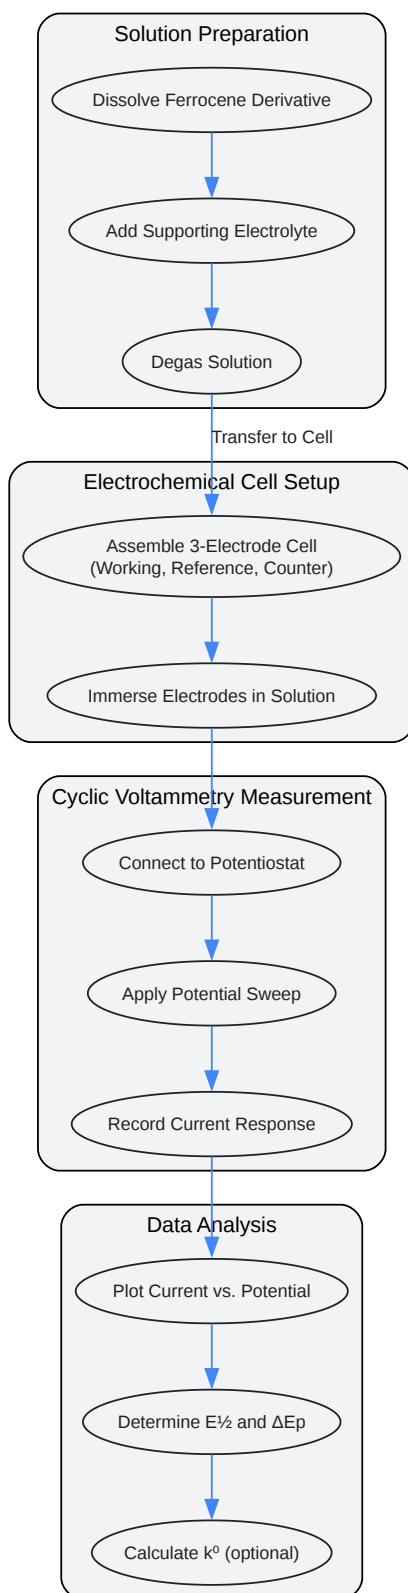 Solution Preparation
Dissolve Ferrocene Derivative
Add Supporting Electrolyte
Degas Solution
Transfer to Cell
Electrochemical Cell Setup
Assemble 3-Electrode Cell
(Working, Reference, Counter)
Immerse Electrodes in Solution
Cyclic Voltammetry Measurement
Connect to Potentiostat
Apply Potential Sweep
Record Current Response
Data Analysis
Plot Current vs. Potential
Determine E½ and ΔEp
Calculate k⁰ (optional)